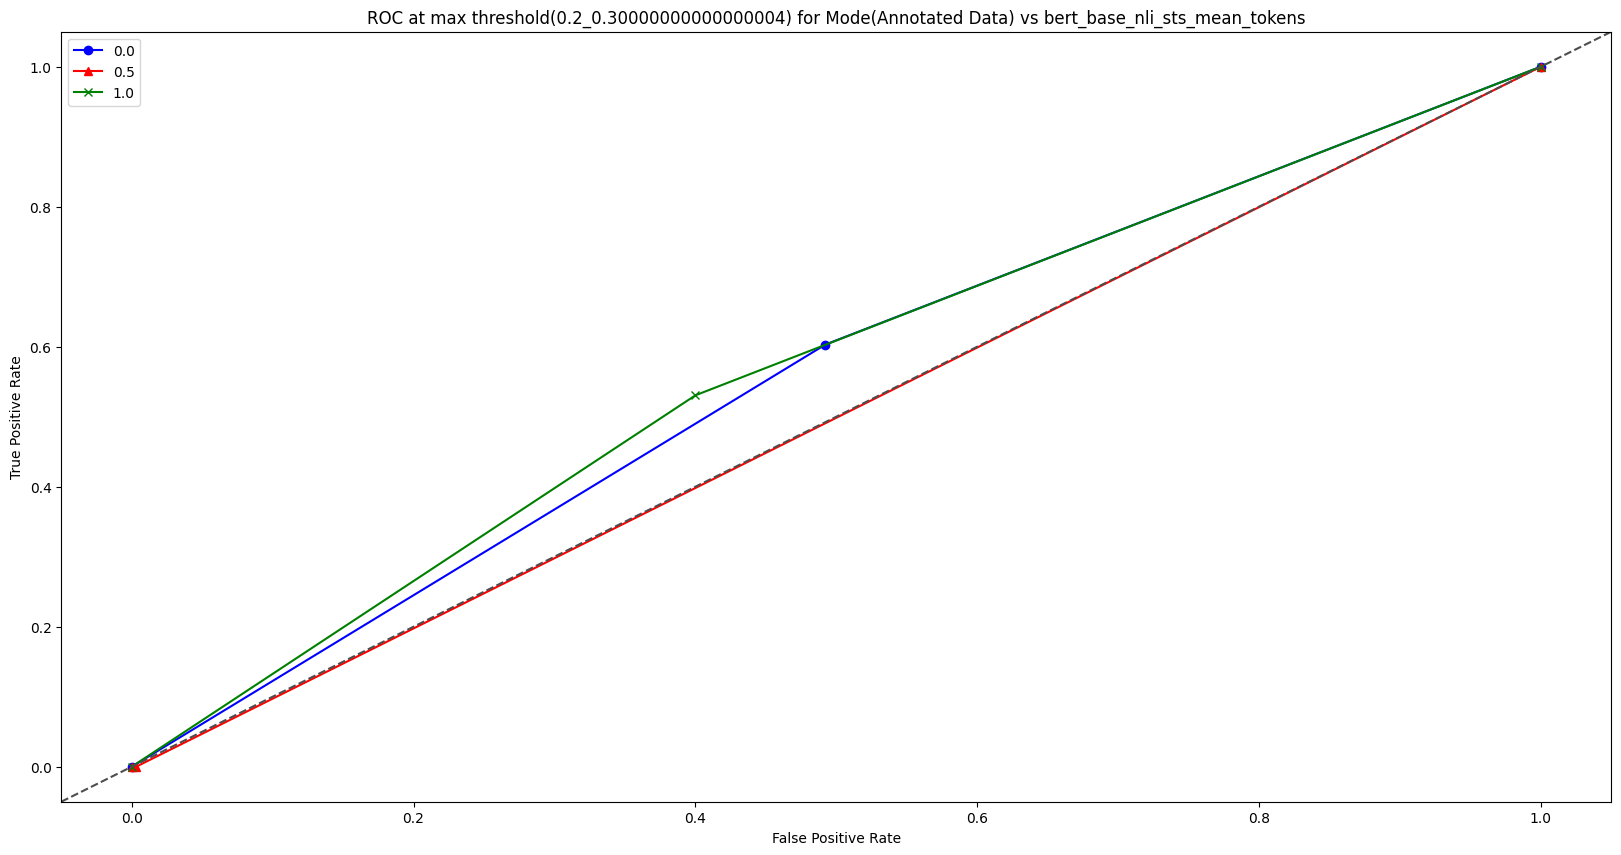 ROC at max threshold(0.2_0.30000000000000004) for Mode(Annotated Data) vs bert_base_nli_sts_mean_tokens
0.0
0.5
1.0
True Positive Rate
1.0
0.8
0.6
0.4
0.2
0.0
0.0 0.2 0.4 0.6 0.8 1.0
False Positive Rate